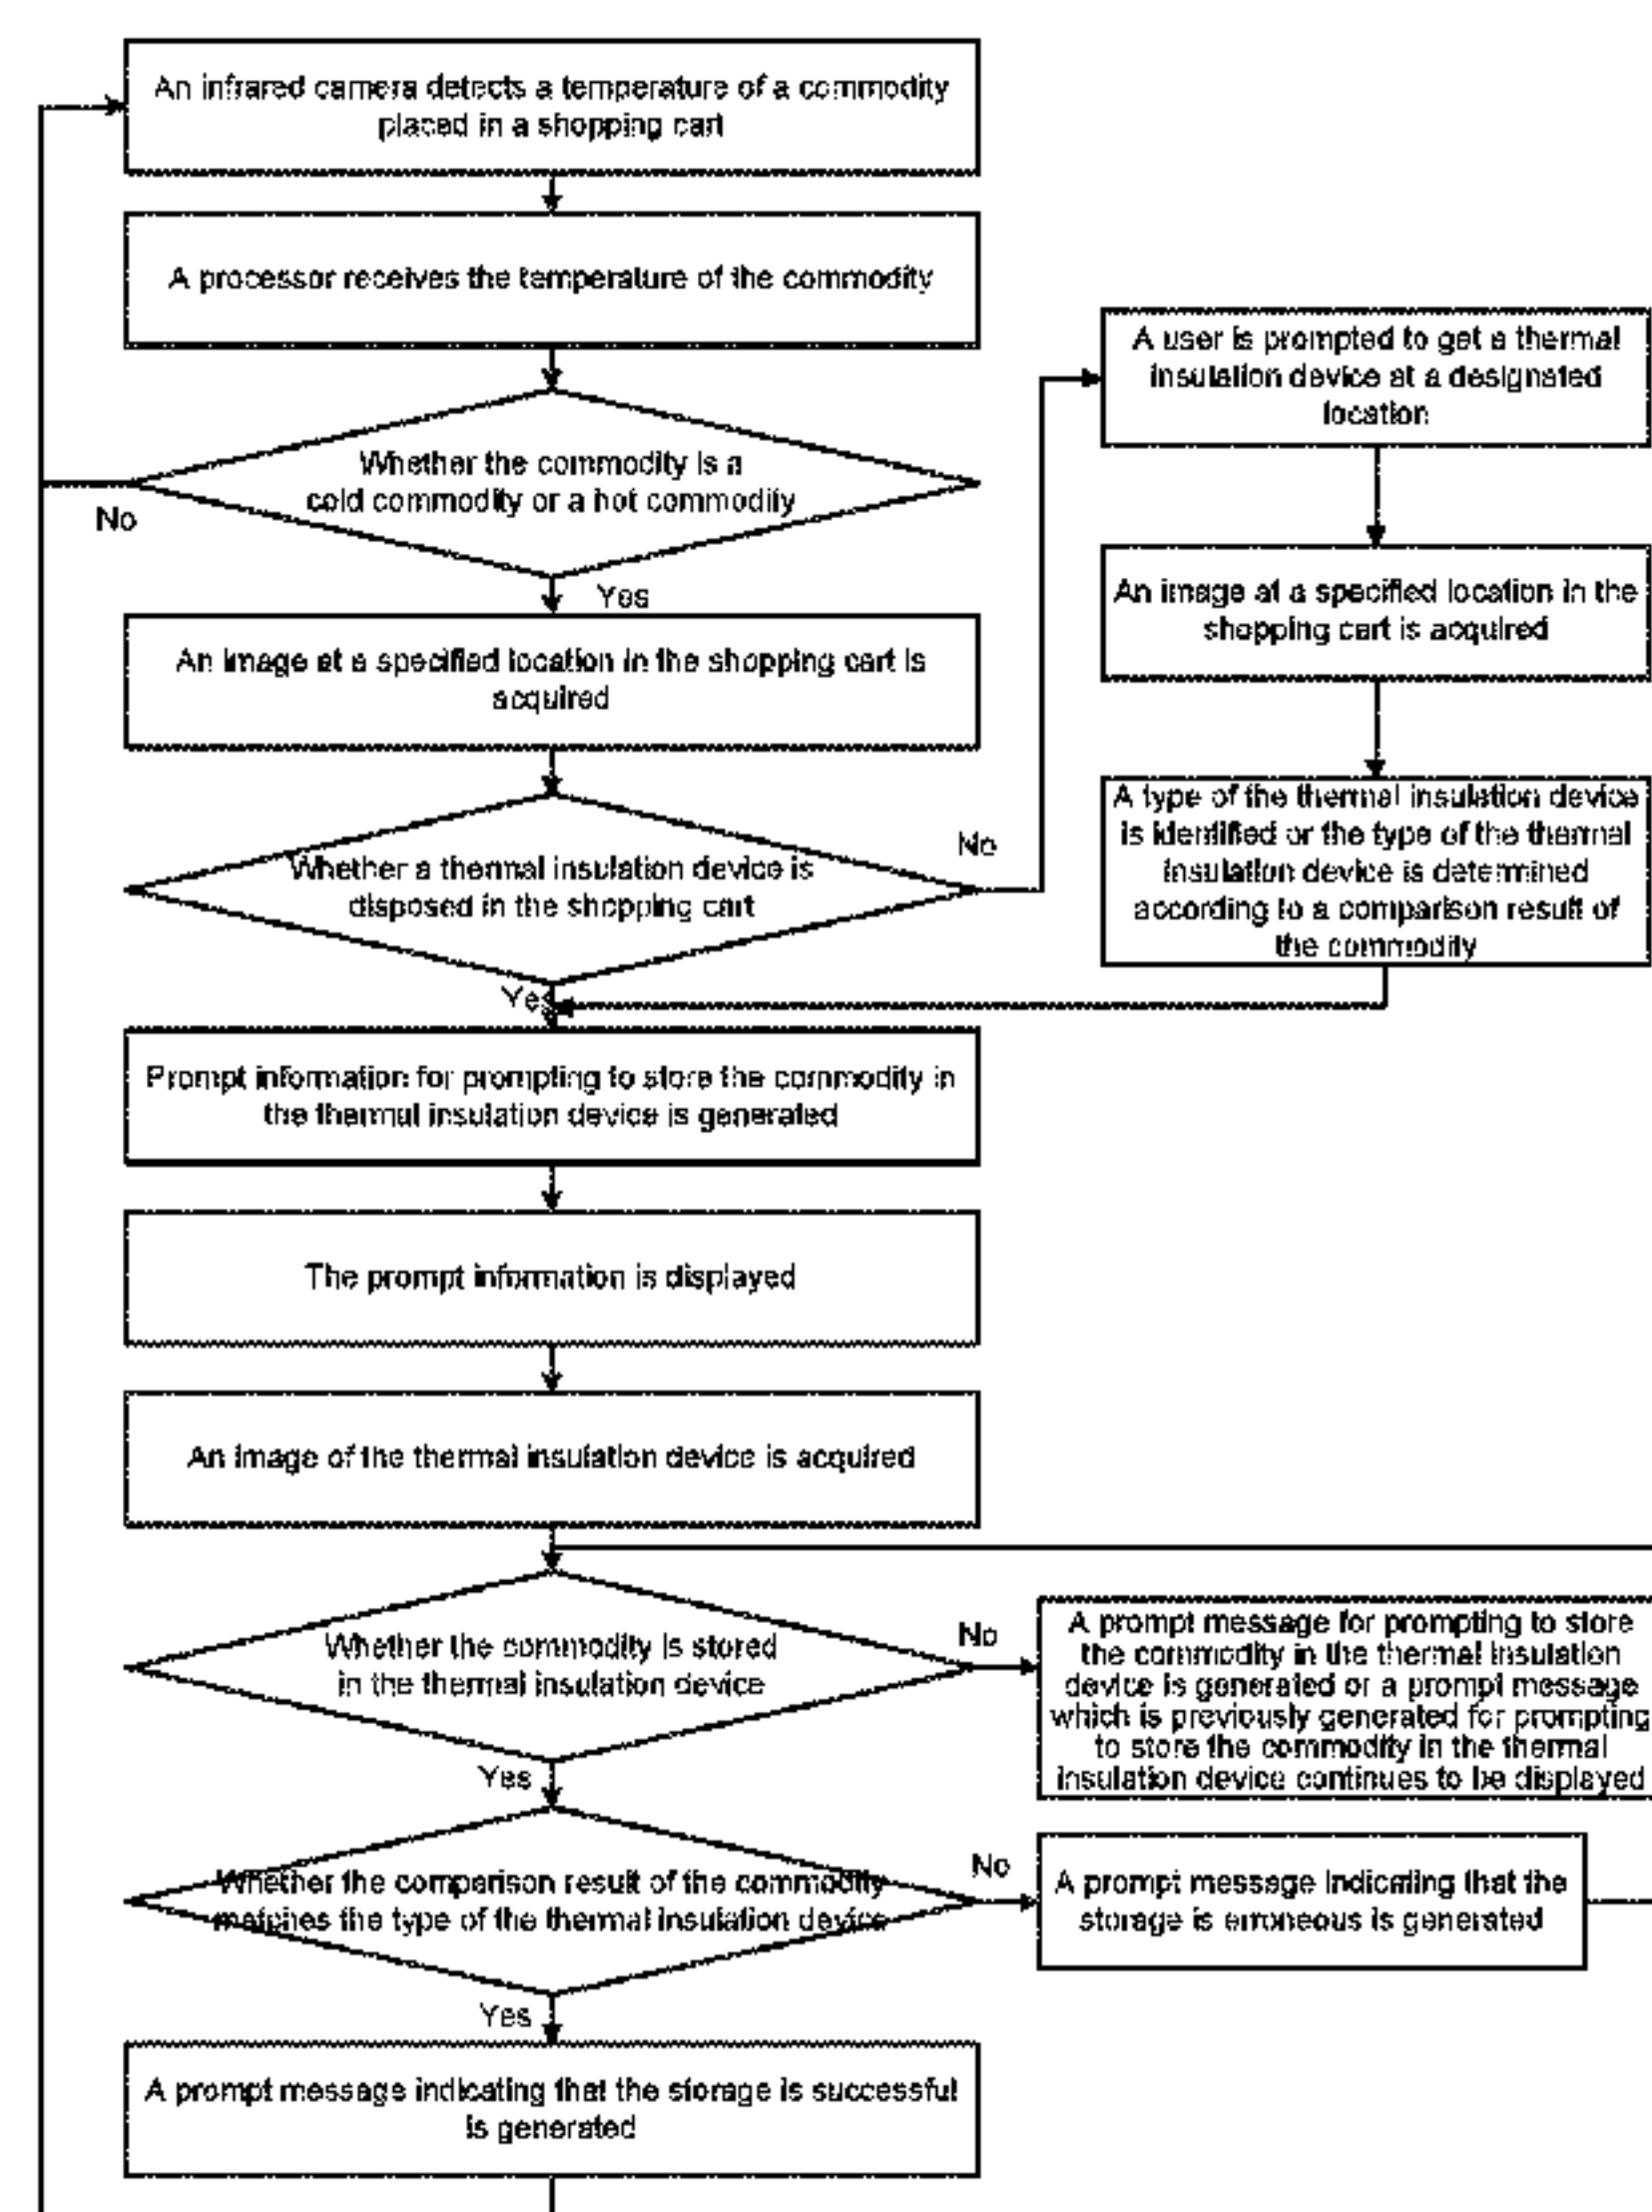 An infrared camera detects a temperature of a commodity
placed in a shopping cart
A processor receives the temperature of the commodity
Whether the commodity is a
cold commodity or a hot commodity
No
Yes
An image at a specified location in the shopping cart is
acquired
Whether a thermal insulation device is
disposed in the shopping cart
No
A user is prompted to get a thermal
insulation device at a designated
location
An image at a specified location in the
shopping cart is acquired
A type of the thermal insulation device
is identified or the type of the thermal
insulation device is determined
according to a comparison result of
the commodity
Yes
Prompt information for prompting to store the commodity in
the thermal insulation device is generated
The prompt information is displayed
An image of the thermal insulation device is acquired
Whether the commodity is stored
in the thermal insulation device
No
A prompt message for prompting to store
the commodity in the thermal insulation
device is generated or a prompt message
which is previously generated for prompting
to store the commodity in the thermal
insulation device continues to be displayed
Yes
Whether the comparison result of the commodity
matches the type of the thermal insulation device
No
A prompt message indicating that the
storage is erroneous is generated
Yes
A prompt message indicating that the storage is successful
is generated